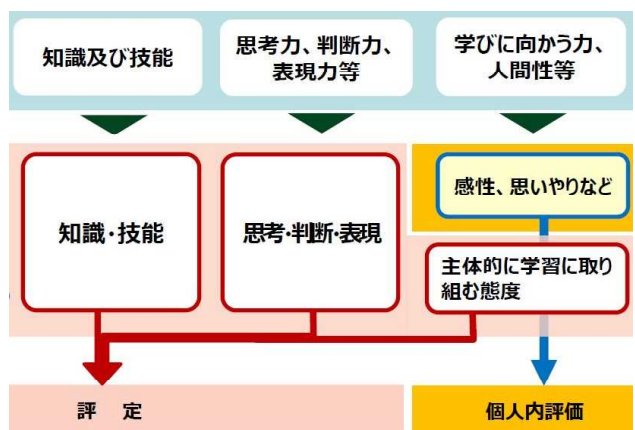 知識及び技能
思考力、判断力、
表現力等
学びに向かう力、
人間性等
知識・技能
思考・判断・表現
感性、思いやりなど
主体的に学習に取り
組む態度
評 定
個人内評価